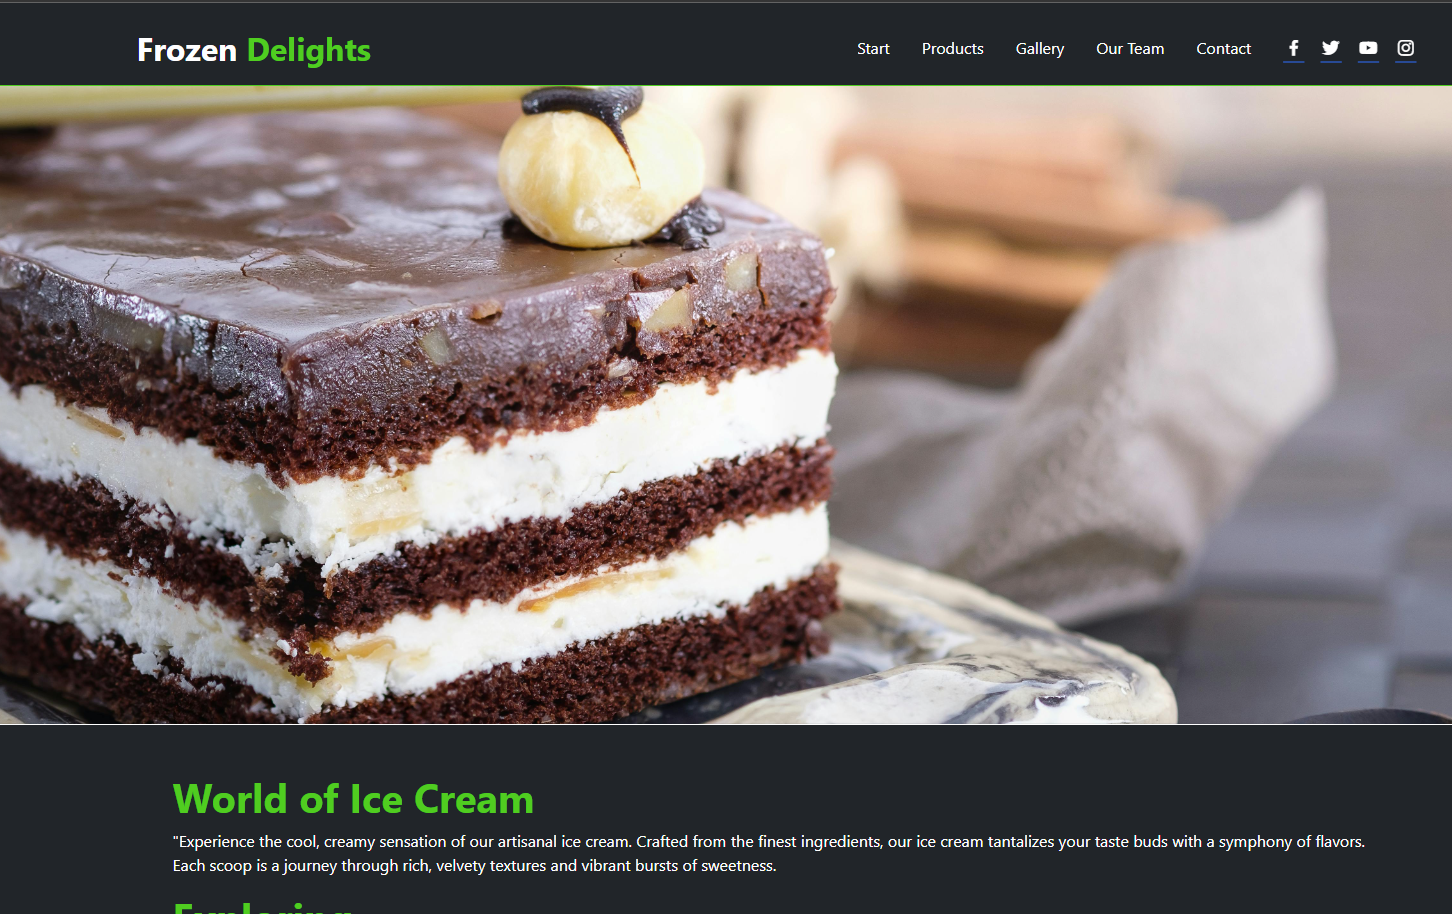 Frozen Delights
Start Products Gallery Our Team Contact
World of Ice Cream
"Experience the cool, creamy sensation of our artisanal ice cream. Crafted from the finest ingredients, our ice cream tantalizes your taste buds with a symphony of flavors.
Each scoop is a journey through rich, velvety textures and vibrant bursts of sweetness.
Exploring